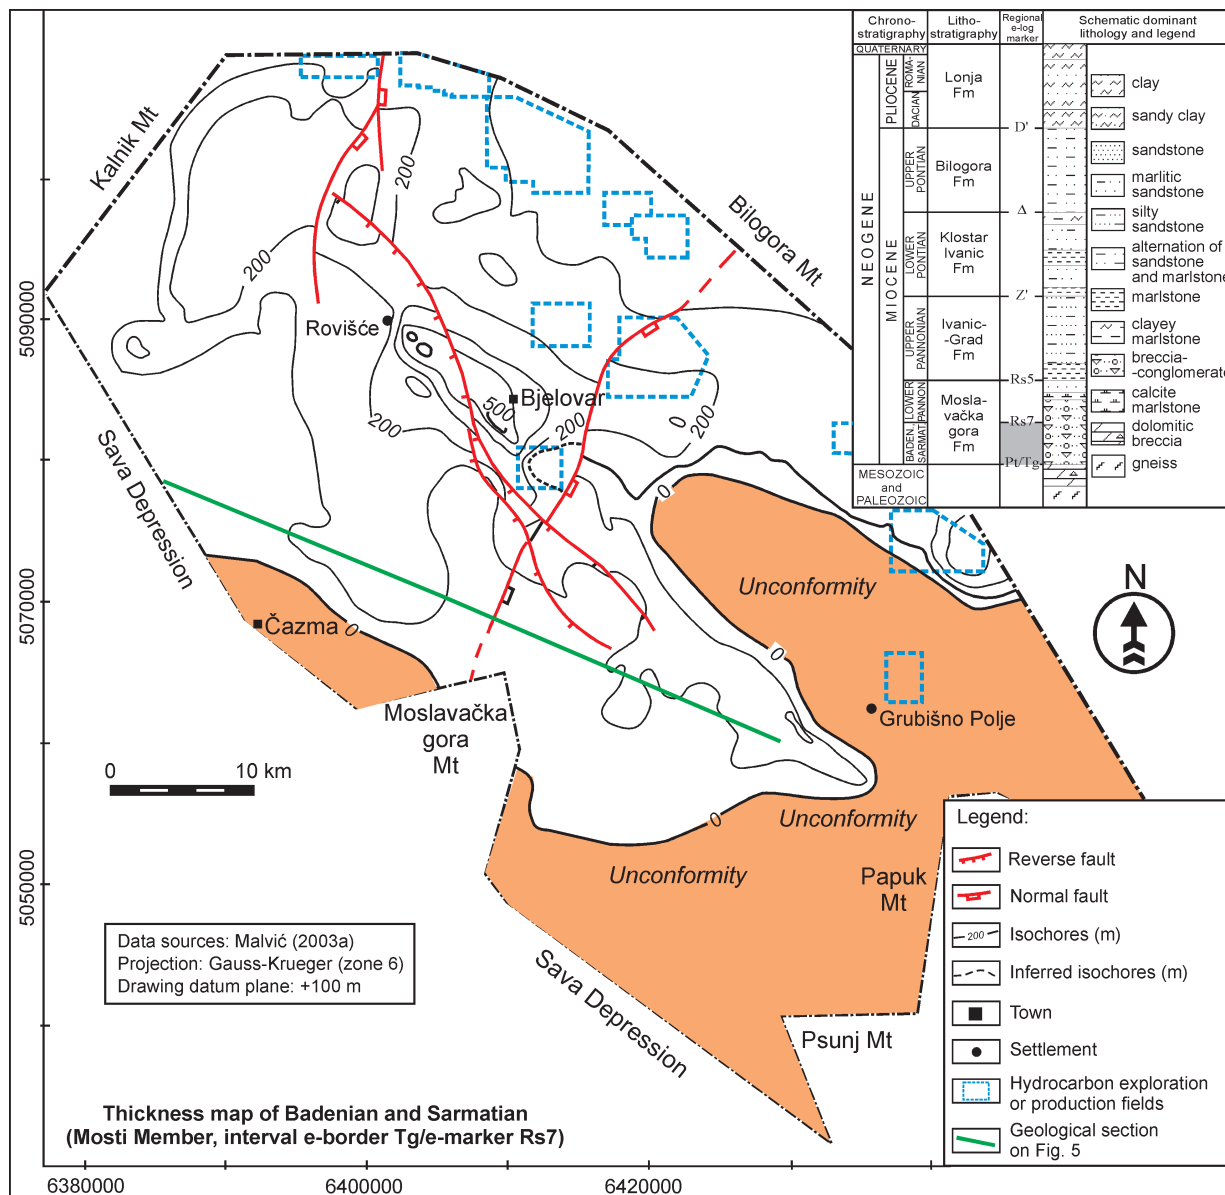 Chrono-
stratigraphy
Litho-
stratigraphy
Regional
e-log
marker
Schematic dominant
lithology and legend
QUATERNARY
NEOGENE
PLIOCENE
ROMA-
NIAN
DACIAN
Lonja
Fm
D'
MIOCENE
UPPER
PONTIAN
Bilogora
Fm
Δ
LOWER
PONTIAN
Klostar
Ivanic
Fm
Z'
UPPER
PANNONIAN
Ivanic-
-Grad
Fm
Rs5
LOWER
PANNON.
BADEN.
SARMAT.
Mosla-
vačka
gora
Fm
Rs7
Pt/Tg
MESOZOIC
and
PALEOZOIC
clay
sandy clay
sandstone
marlitic
sandstone
silty
sandstone
alternation of
sandstone
and marlstone
marlstone
clayey
marlstone
breccia-
-conglomerate
calcite
marlstone
dolomitic
breccia
gneiss
Kalnik Mt
Bilogora Mt
200
200
200
200
200
500
Rovišće
Bjelovar
0
0
Sava Depression
Čazma
0
Moslavačka
gora
Mt
Unconformity
0
Grubišno Polje
N
0 10 km
0
Unconformity
Unconformity
Papuk
Mt
Sava Depression
Psunj Mt
Data sources: Malvić (2003a)
Projection: Gauss-Krueger (zone 6)
Drawing datum plane: +100 m
Thickness map of Badenian and Sarmatian
(Mosti Member, interval e-border Tg/e-marker Rs7)
Legend:
Reverse fault
Normal fault
200
Isochores (m)
Inferred isochores (m)
Town
Settlement
Hydrocarbon exploration
or production fields
Geological section
on Fig. 5
5090000
5070000
5050000
6380000
6400000
6420000